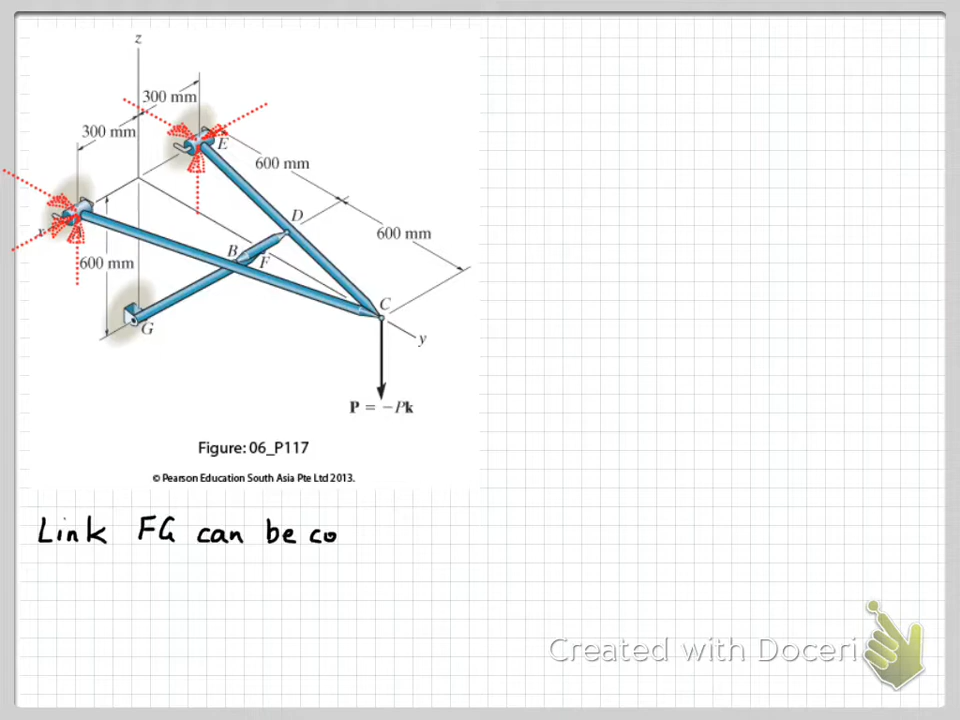 z
300 mm
300 mm
E
600 mm
D
600 mm
B
F
x
600 mm
C
G
y
P = −Pk
Figure: 06_P117
© Pearson Education South Asia Pte Ltd 2013.
Link FG can be co
Created with Doceri